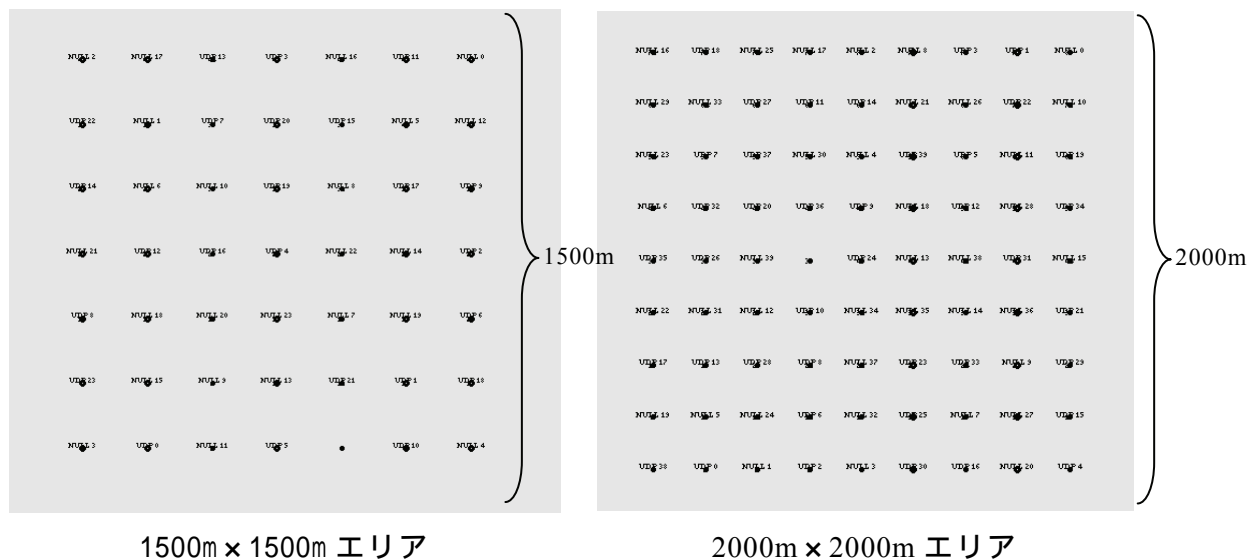 NULL 2 NULL 17 UDP 13 UDP 3 NULL 16 UDP 11 NULL 0
UDP 22 NULL 1 UDP 7 UDP 20 UDP 15 NULL 5 NULL 12
UDP 14 NULL 6 NULL 10 UDP 19 NULL 8 UDP 17 UDP 9
NULL 21 UDP 12 UDP 16 UDP 4 NULL 22 NULL 14 UDP 2
UDP 8 NULL 18 NULL 20 NULL 23 NULL 7 NULL 19 UDP 6
UDP 23 NULL 15 NULL 9 NULL 13 UDP 21 UDP 1 UDP 18
NULL 3 UDP 0 NULL 11 UDP 5 UDP 10 NULL 4
1500m
1500m×1500m エリア
NULL 16 UDP 18 NULL 25 NULL 17 NULL 2 NULL 8 UDP 3 UDP 1 NULL 0
NULL 29 NULL 33 UDP 27 UDP 11 UDP 14 NULL 21 NULL 26 UDP 22 NULL 10
NULL 23 UDP 7 UDP 37 NULL 30 NULL 4 UDP 39 UDP 5 NULL 11 UDP 19
NULL 6 UDP 32 UDP 20 UDP 36 UDP 9 NULL 18 UDP 12 NULL 28 UDP 34
UDP 35 UDP 26 NULL 39 UDP 24 NULL 13 NULL 38 UDP 31 NULL 15
NULL 22 NULL 31 NULL 12 UDP 10 NULL 34 NULL 35 NULL 14 NULL 36 UDP 21
UDP 17 UDP 13 UDP 28 UDP 8 NULL 37 UDP 23 UDP 33 NULL 9 UDP 29
NULL 19 NULL 5 NULL 24 UDP 6 NULL 32 UDP 25 NULL 7 NULL 27 UDP 15
UDP 38 UDP 0 NULL 1 UDP 2 NULL 3 UDP 30 UDP 16 NULL 20 UDP 4
2000m
2000m×2000m エリア